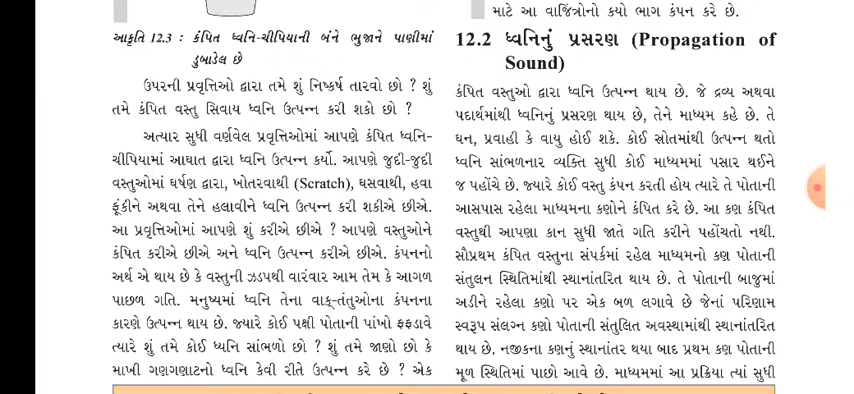 આકૃતિ 12.3 : કંપિત ધ્વનિ-ચીપિયાની બંને ભુજાને પાણીમાં
ડુબાડેલ છે
ઉપરની પ્રવૃત્તિઓ દ્વારા તમે શું નિષ્કર્ષ તારવો છો ? શું
તમે કંપિત વસ્તુ સિવાય ધ્વનિ ઉત્પન્ન કરી શકો છો ?
અત્યાર સુધી વર્ણવેલ પ્રવૃત્તિઓમાં આપણે કંપિત ધ્વનિ-
ચીપિયામાં આઘાત દ્વારા ધ્વનિ ઉત્પન્ન કર્યો. આપણે જુદી-જુદી
વસ્તુઓમાં ઘર્ષણ દ્વારા, ખોતરવાથી (Scratch), ઘસવાથી, હવા
ફૂંકીને અથવા તેને હલાવીને ધ્વનિ ઉત્પન્ન કરી શકીએ છીએ.
આ પ્રવૃત્તિઓમાં આપણે શું કરીએ છીએ ? આપણે વસ્તુઓને
કંપિત કરીએ છીએ અને ધ્વનિ ઉત્પન્ન કરીએ છીએ. કંપનનો
અર્થ એ થાય છે કે વસ્તુની ઝડપથી વારંવાર આમ તેમ કે આગળ
પાછળ ગતિ. મનુષ્યમાં ધ્વનિ તેના વાક્-તંતુઓના કંપનના
કારણે ઉત્પન્ન થાય છે. જ્યારે કોઈ પક્ષી પોતાની પાંખો ફફડાવે
ત્યારે શું તમે કોઈ ધ્વનિ સાંભળો છો ? શું તમે જાણો છો કે
માખી ગણગણાટનો ધ્વનિ કેવી રીતે ઉત્પન્ન કરે છે ? એક
માટે આ વાજિંત્રોનો કયો ભાગ કંપન કરે છે.
12.2 ધ્વનિનું પ્રસરણ (Propagation of
Sound)
કંપિત વસ્તુઓ દ્વારા ધ્વનિ ઉત્પન્ન થાય છે. જે દ્રવ્ય અથવા
પદાર્થમાંથી ધ્વનિનું પ્રસરણ થાય છે, તેને માધ્યમ કહે છે. તે
ઘન, પ્રવાહી કે વાયુ હોઈ શકે. કોઈ સ્રોતમાંથી ઉત્પન્ન થતો
ધ્વનિ સાંભળનાર વ્યક્તિ સુધી કોઈ માધ્યમમાં પસાર થઈને
જ પહોંચે છે. જ્યારે કોઈ વસ્તુ કંપન કરતી હોય ત્યારે તે પોતાની
આસપાસ રહેલા માધ્યમના કણોને કંપિત કરે છે. આ કણ કંપિત
વસ્તુથી આપણા કાન સુધી જાતે ગતિ કરીને પહોંચતો નથી.
સૌપ્રથમ કંપિત વસ્તુના સંપર્કમાં રહેલ માધ્યમનો કણ પોતાની
સંતુલન સ્થિતિમાંથી સ્થાનાંતરિત થાય છે. તે પોતાની બાજુમાં
અડીને રહેલા કણો પર એક બળ લગાવે છે જેનાં પરિણામ
સ્વરૂપ સંલગ્ન કણો પોતાની સંતુલિત અવસ્થામાંથી સ્થાનાંતરિત
થાય છે. નજીકના કણનું સ્થાનાંતર થયા બાદ પ્રથમ કણ પોતાની
મૂળ સ્થિતિમાં પાછો આવે છે. માધ્યમમાં આ પ્રક્રિયા ત્યાં સુધી